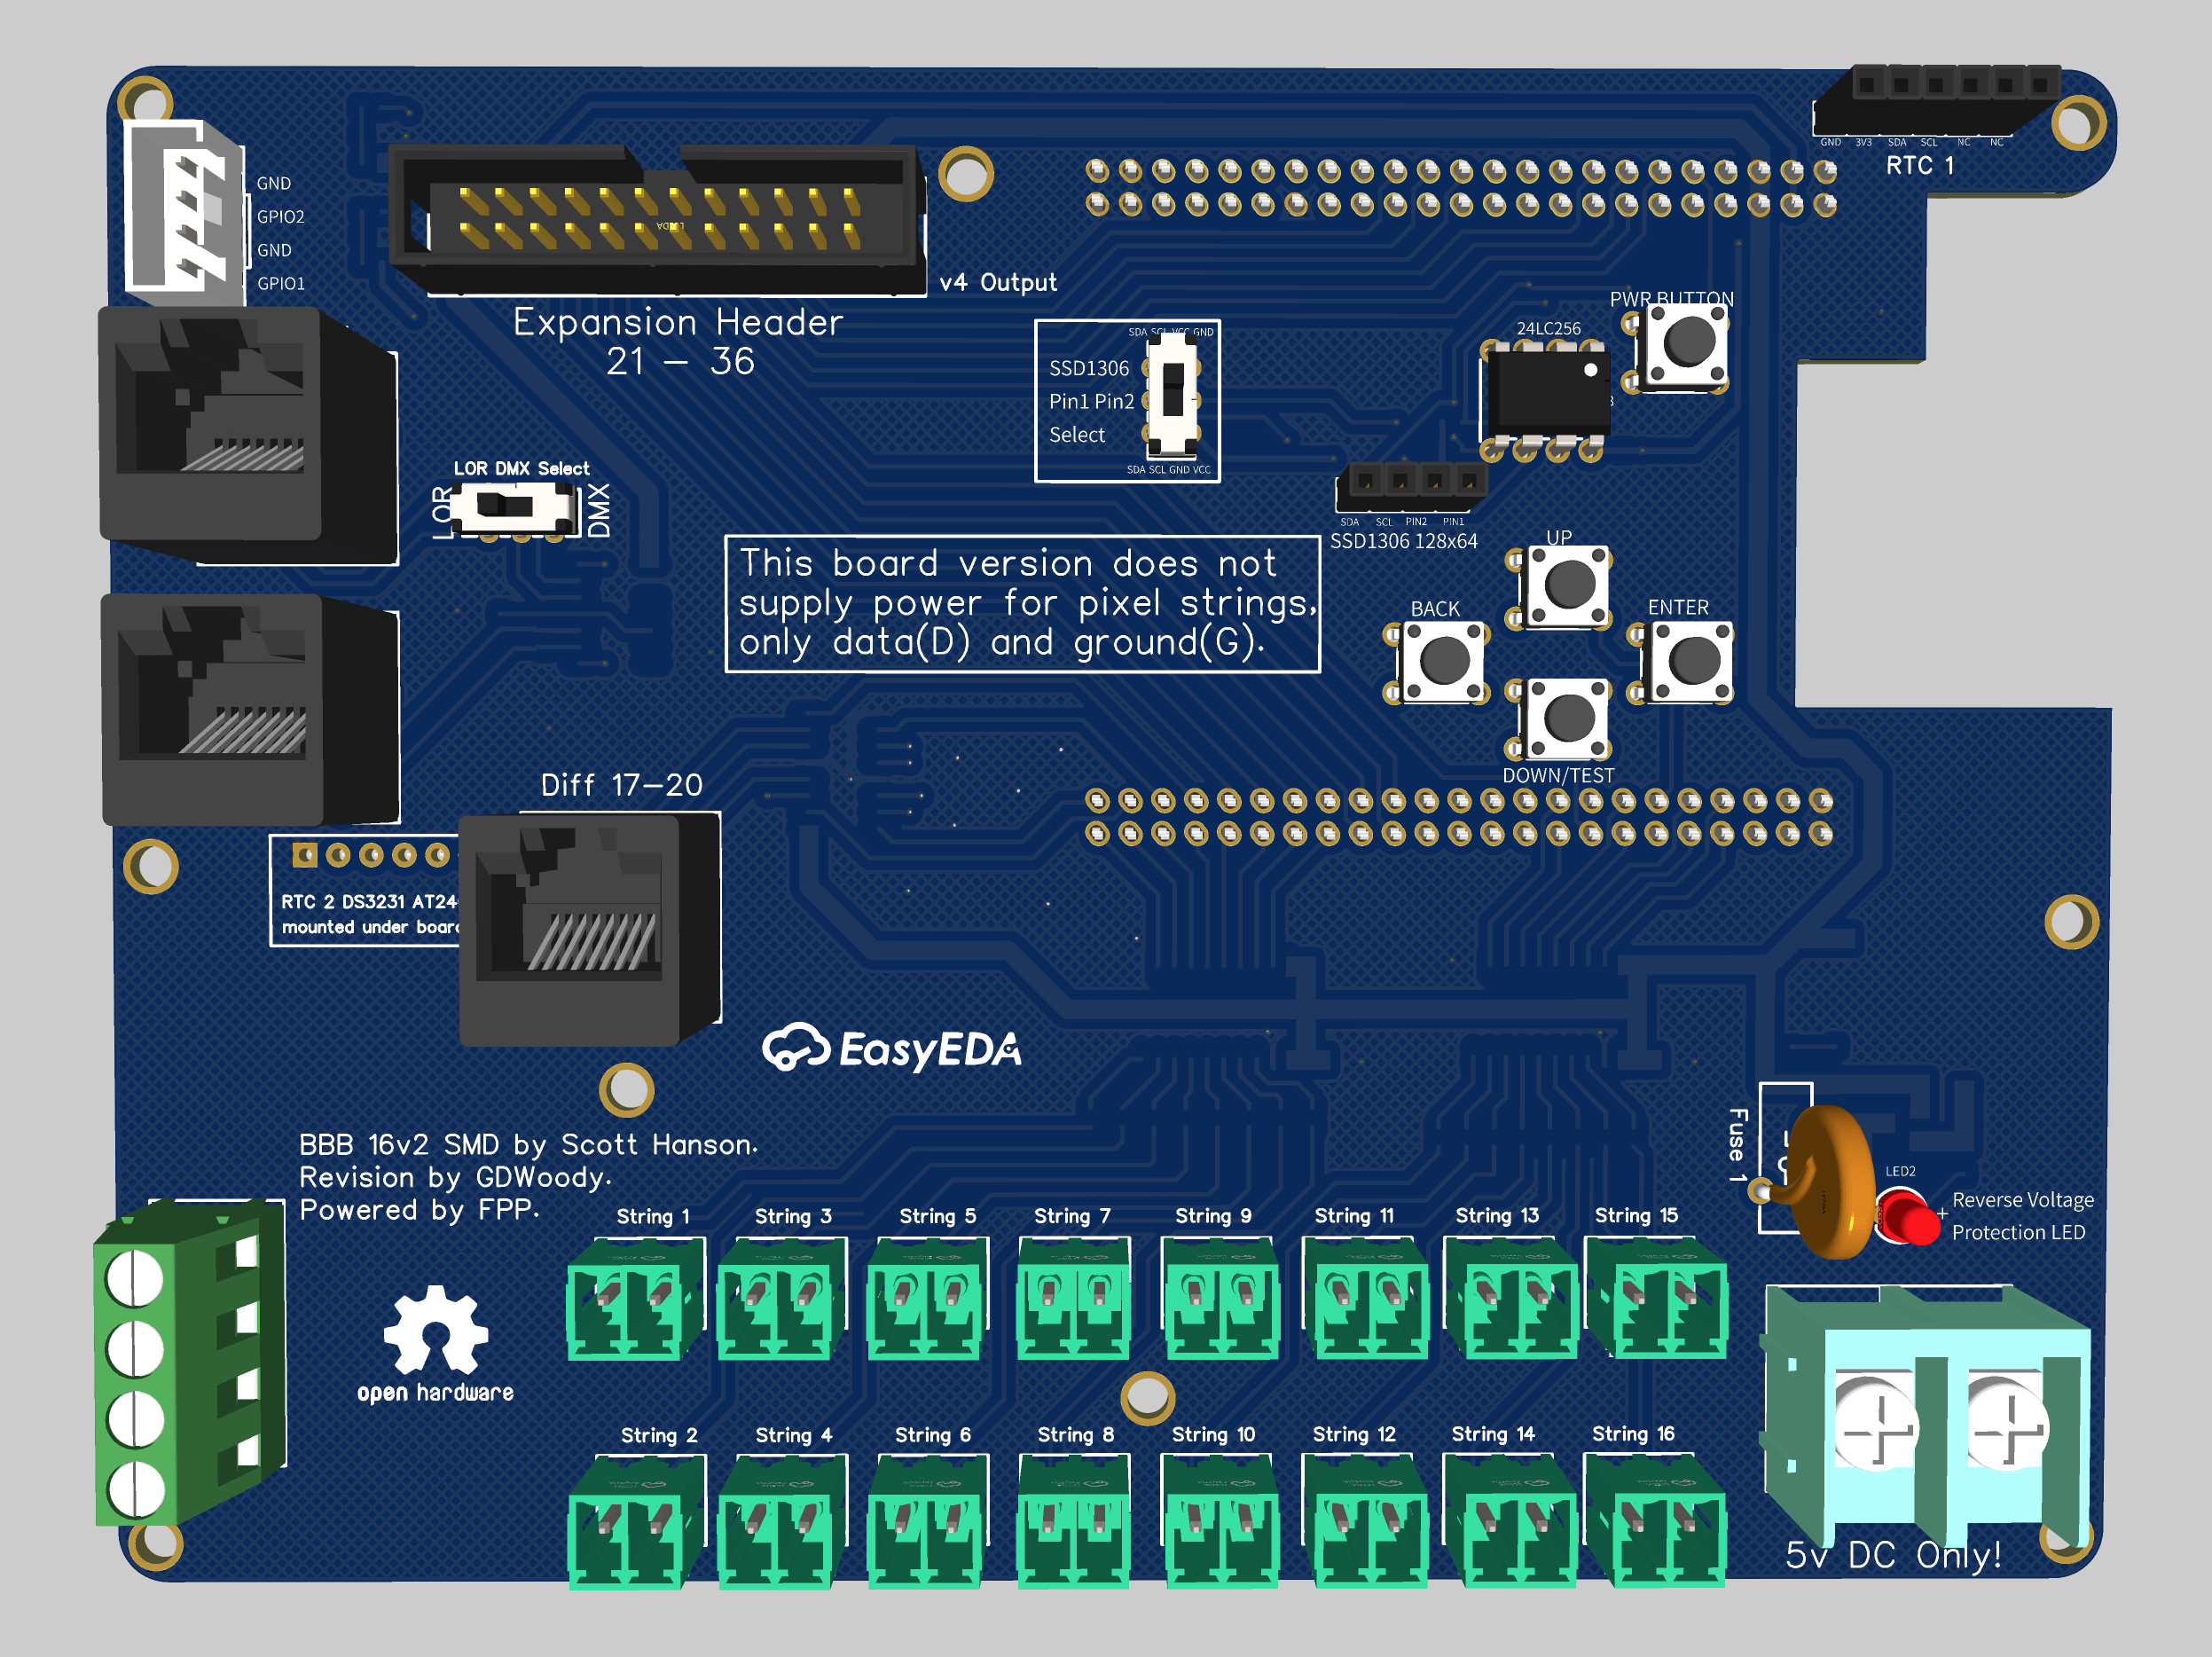 GND
GPIO2
GND
GPIO1
v4 Output
Expansion Header
21 - 36
GND 3V3 SDA SCL NC NC
RTC 1
PWR BUTTON
24LC256
SDA SCL VCC GND
SSD1306
Pin1 Pin2
Select
SDA SCL GND VCC
LOR DMX Select
LOR
DMX
SDA SCL PIN2 PIN1
SSD1306 128x64
This board version does not
supply power for pixel strings,
only data(D) and ground(G).
UP
BACK
ENTER
DOWN/TEST
Diff 17-20
RTC 2 DS3231 AT24
mounted under board
EasyEDA
BBB 16v2 SMD by Scott Hanson.
Revision by GDWoody.
Powered by FPP.
Fuse 1
LED2
+ Reverse Voltage
Protection LED
String 1 String 3 String 5 String 7 String 9 String 11 String 13 String 15
open hardware
String 2 String 4 String 6 String 8 String 10 String 12 String 14 String 16
5v DC Only!